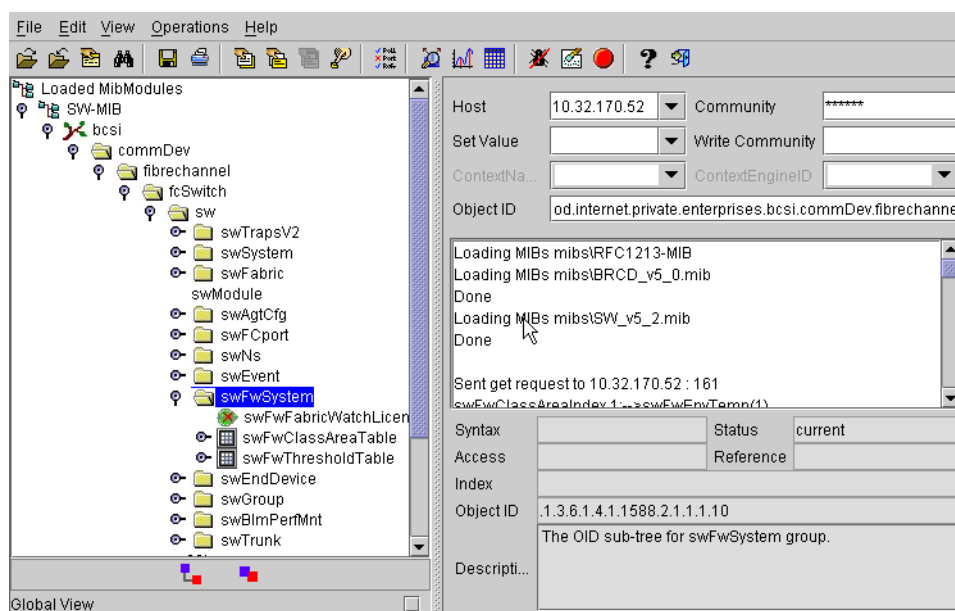 File Edit View Operations Help
Loaded MibModules
SW-MIB
bcsi
commDev
fibrechannel
fcSwitch
sw
swTrapsV2
swSystem
swFabric
swModule
swAgtCfg
swFCport
swNs
swEvent
swFwSystem
swFwFabricWatchLicen
swFwClassAreaTable
swFwThresholdTable
swEndDevice
swGroup
swBlmPerfMnt
swTrunk
Global View
Host 10.32.170.52 Community ******
Set Value Write Community
ContextNa... ContextEngineID
Object ID od.internet.private.enterprises.bcsi.commDev.fibrechanne
Loading MIBs mibs\RFC1213-MIB
Loading MIBs mibs\BRCD_v5_0.mib
Done
Loading MIBs mibs\SW_v5_2.mib
Done
Sent get request to 10.32.170.52 : 161
swFwClassAreaIndex.1:-->swFwEnvTemp(1)
Syntax Status current
Access Reference
Index
Object ID .1.3.6.1.4.1.1588.2.1.1.1.10
The OID sub-tree for swFwSystem group.
Descripti...